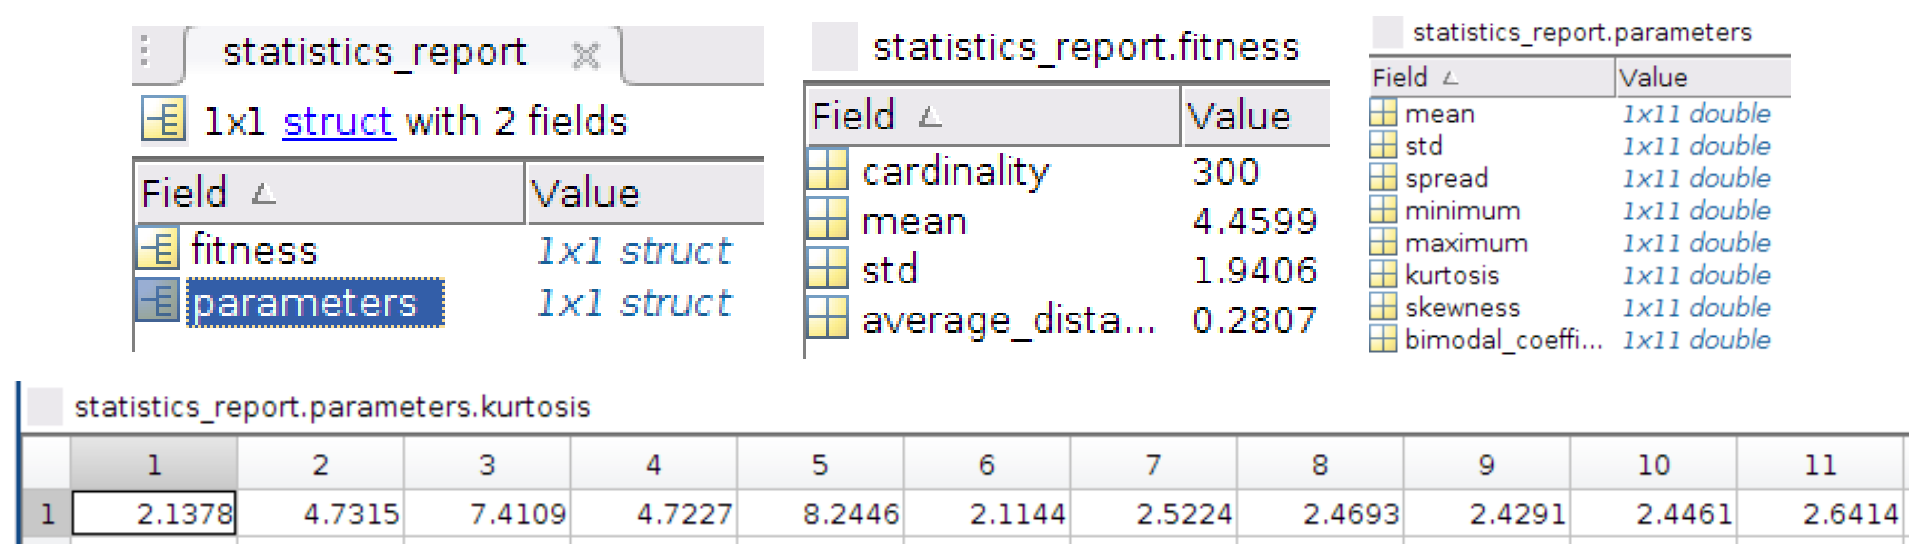 statistics_report
1x1 struct with 2 fields
Field Value
fitness 1x1 struct
parameters 1x1 struct
statistics_report.fitness
Field Value
cardinality 300
mean 4.4599
std 1.9406
average_dista... 0.2807
statistics_report.parameters
Field Value
mean 1x11 double
std 1x11 double
spread 1x11 double
minimum 1x11 double
maximum 1x11 double
kurtosis 1x11 double
skewness 1x11 double
bimodal_coeffi... 1x11 double
statistics_report.parameters.kurtosis
1 2 3 4 5 6 7 8 9 10 11
1 2.1378 4.7315 7.4109 4.7227 8.2446 2.1144 2.5224 2.4693 2.4291 2.4461 2.6414